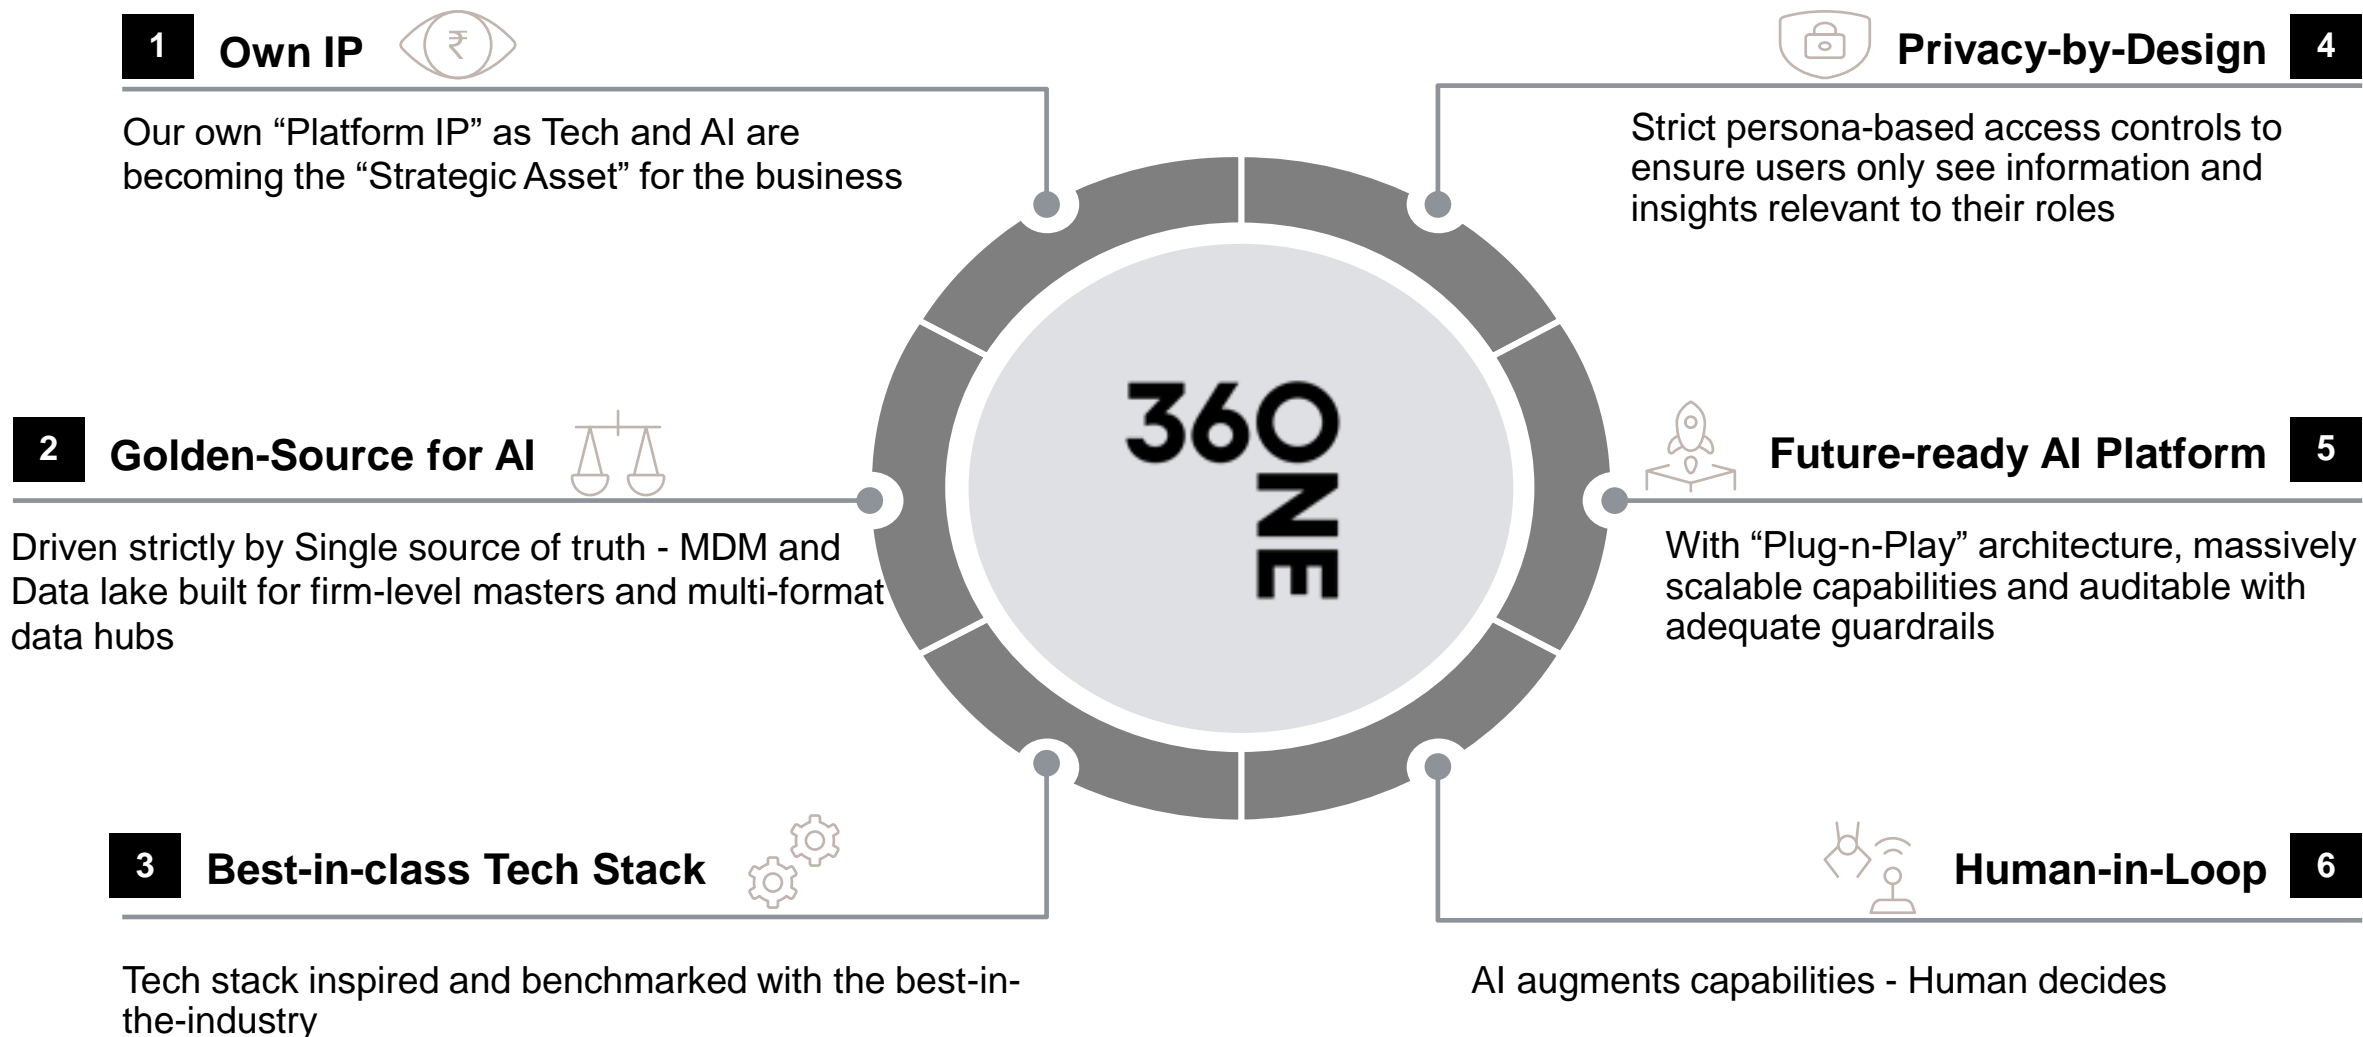 1
Own IP
₹
Our own “Platform IP” as Tech and AI are
becoming the “Strategic Asset” for the business
2
Golden-Source for AI
Driven strictly by Single source of truth - MDM and
Data lake built for firm-level masters and multi-format
data hubs
3
Best-in-class Tech Stack
Tech stack inspired and benchmarked with the best-in-
the-industry
360
ONE
Privacy-by-Design
4
Strict persona-based access controls to
ensure users only see information and
insights relevant to their roles
Future-ready AI Platform
5
With “Plug-n-Play” architecture, massively
scalable capabilities and auditable with
adequate guardrails
Human-in-Loop
6
AI augments capabilities - Human decides